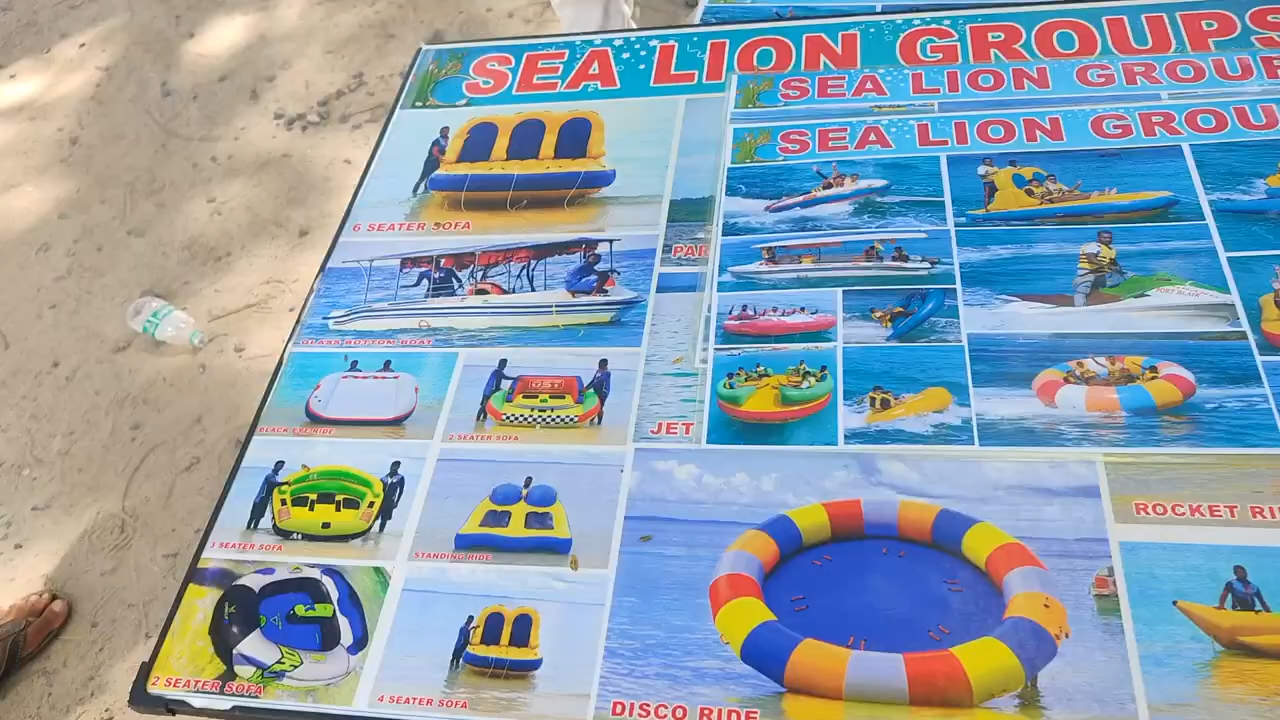 SEA LION GROUPS
SEA LION GROUP
SEA LION GROU
6 SEATER SOFA
PAR
GLASS BOTTOM BOAT
PORT BLAIR
BLACK EYE RIDE
2 SEATER SOFA
JET
3 SEATER SOFA
STANDING RIDE
ROCKET RI
2 SEATER SOFA
4 SEATER SOFA
DISCO RIDE